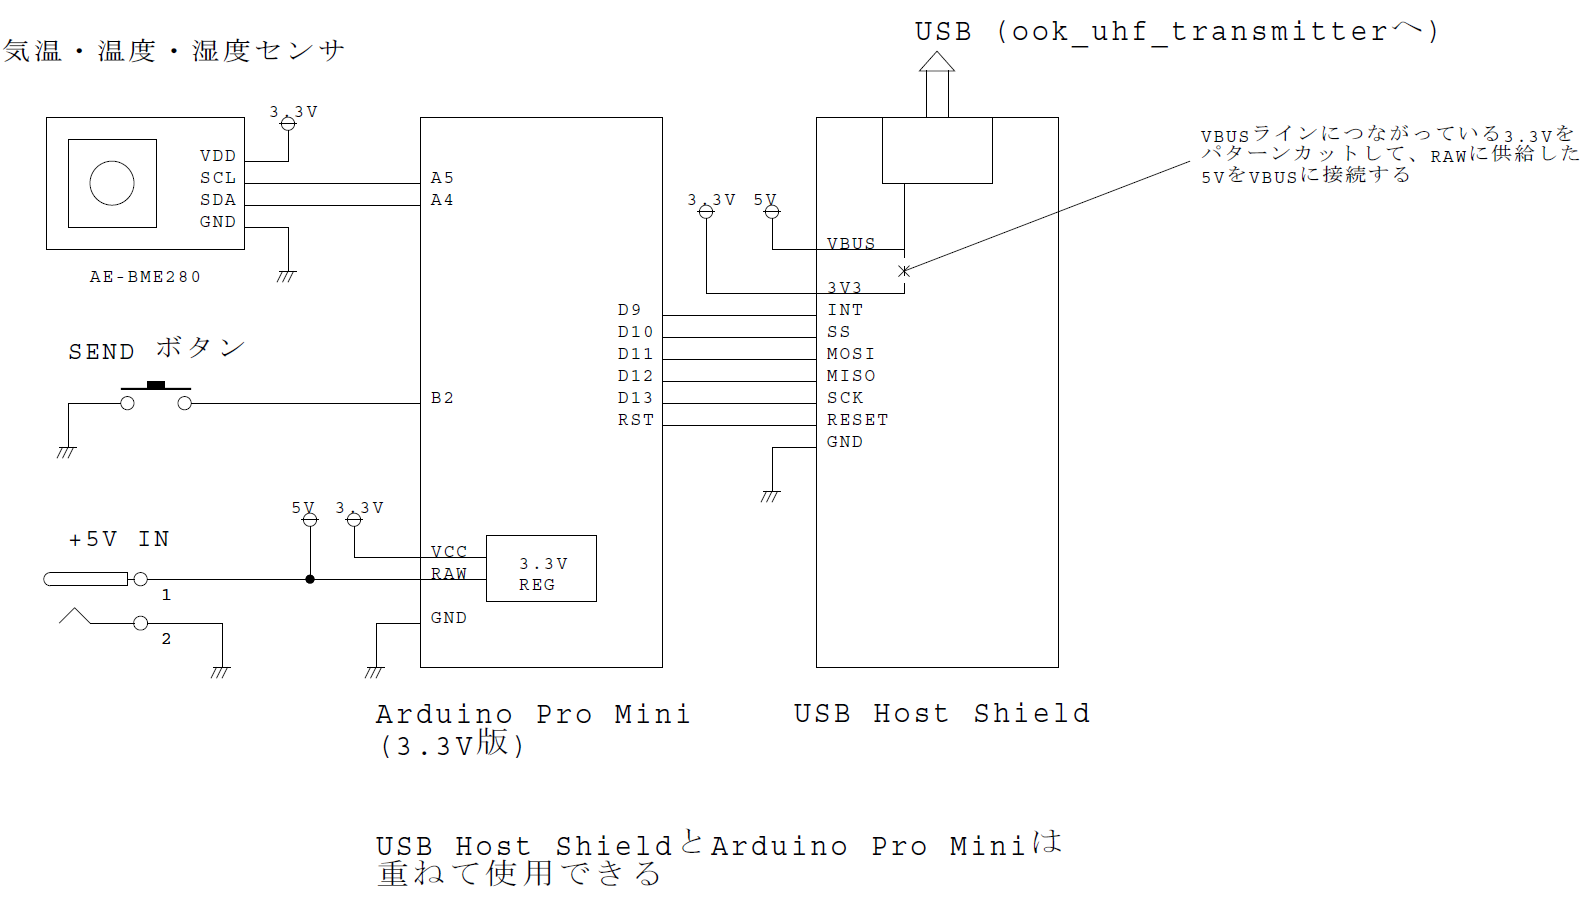 USB (ook_uhf_transmitterへ)
気温・温度・湿度センサ
3.3V
VDD
SCL
SDA
GND
AE-BME280
A5
A4
VBUSラインにつながっている3.3Vを
パターンカットして、RAWに供給した
5VをVBUSに接続する
3.3V
5V
VBUS
3V3
D9
INT
D10
SS
D11
MOSI
D12
MISO
D13
SCK
RST
RESET
GND
SEND ボタン
B2
5V
3.3V
+5V IN
1
2
VCC
RAW
GND
3.3V
REG
Arduino Pro Mini
(3.3V版)
USB Host Shield
USB Host ShieldとArduino Pro Miniは
重ねて使用できる